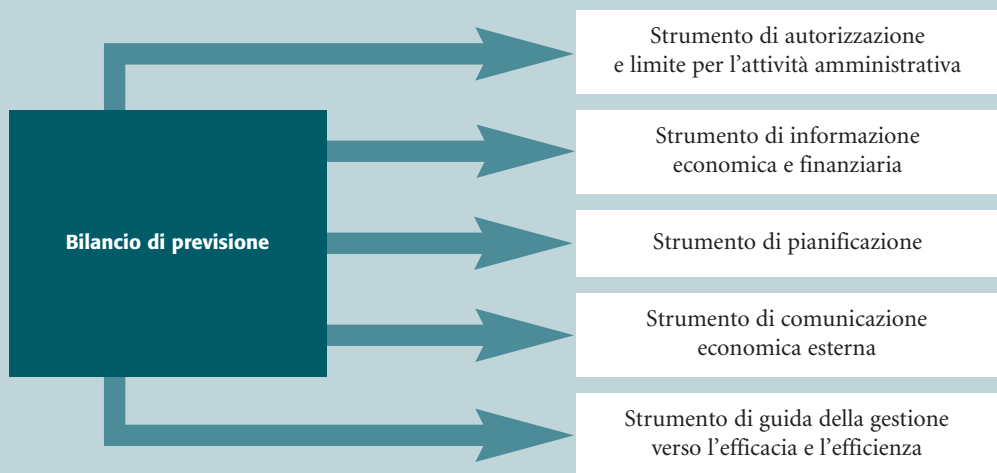 Strumento di autorizzazione
e limite per l'attività amministrativa
Strumento di informazione
economica e finanziaria
Bilancio di previsione
Strumento di pianificazione
Strumento di comunicazione
economica esterna
Strumento di guida della gestione
verso l'efficacia e l'efficienza